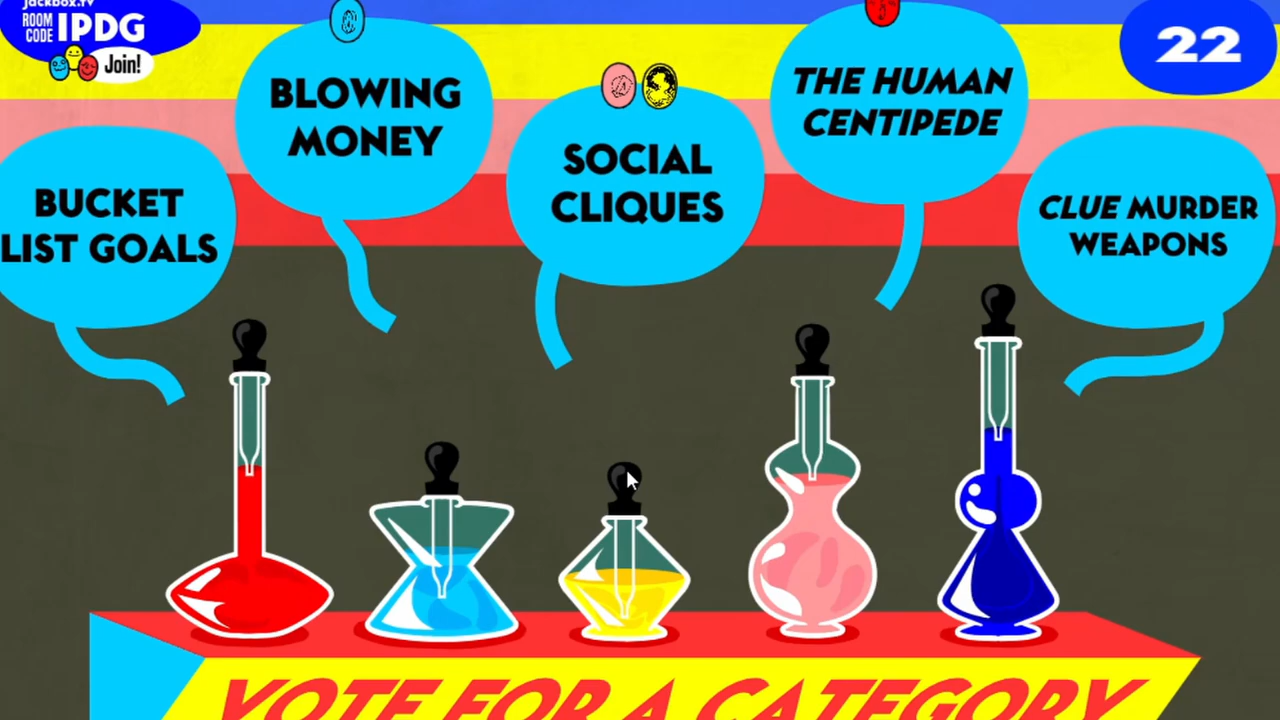 jackbox.tv
ROOM
CODE
IPDG
Join!
22
BLOWING
MONEY
THE HUMAN
CENTIPEDE
SOCIAL
CLIQUES
BUCKET
LIST GOALS
CLUE MURDER
WEAPONS
VOTE FOR A CATEGORY